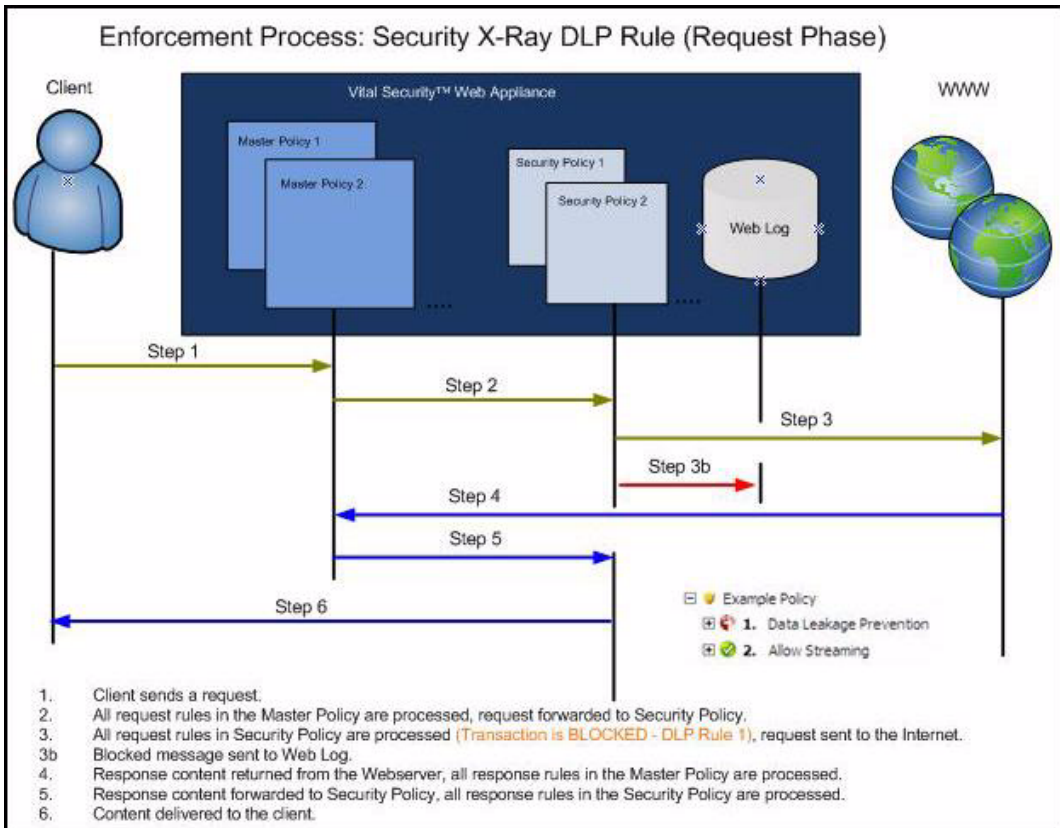 Enforcement Process: Security X-Ray DLP Rule (Request Phase)
Client
Vital Security™ Web Appliance
WWW
Master Policy 1
Master Policy 2
....
Security Policy 1
Security Policy 2
....
Web Log
Step 1
Step 2
Step 3
Step 3b
Step 4
Step 5
Step 6
Example Policy
1. Data Leakage Prevention
2. Allow Streaming
1. Client sends a request.
2. All request rules in the Master Policy are processed, request forwarded to Security Policy.
3. All request rules in Security Policy are processed (Transaction is BLOCKED - DLP Rule 1), request sent to the Internet.
3b Blocked message sent to Web Log.
4. Response content returned from the Webserver, all response rules in the Master Policy are processed.
5. Response content forwarded to Security Policy, all response rules in the Security Policy are processed.
6. Content delivered to the client.